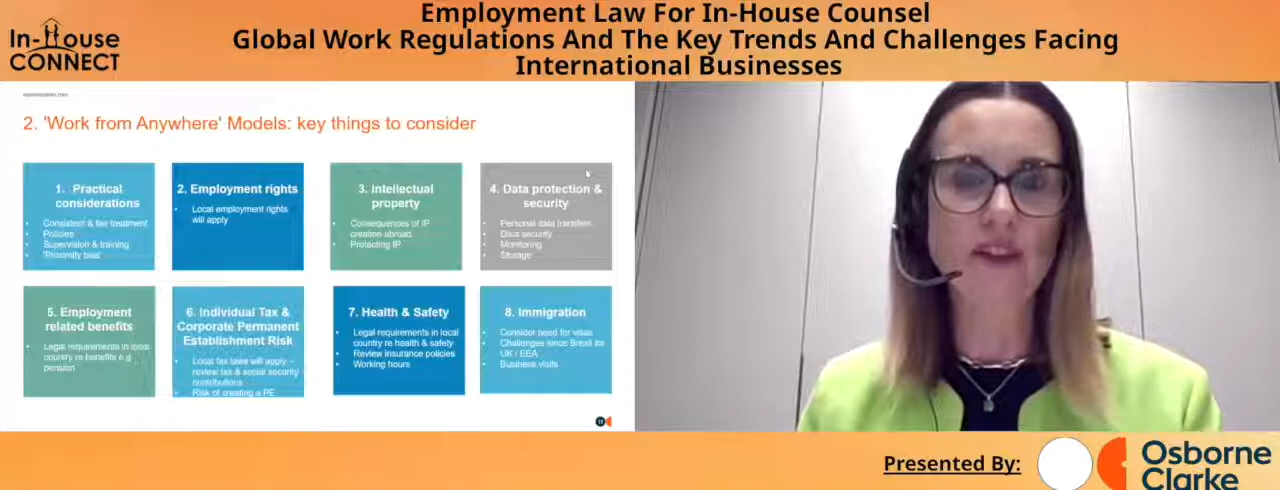 Employment Law For In-House Counsel
Global Work Regulations And The Key Trends And Challenges Facing
International Businesses
In-House
CONNECT
2. 'Work from Anywhere' Models: key things to consider
1. Practical
considerations
• Consistent & fair treatment
• Policies
• Supervision & training
• 'Proximity bias'
2. Employment rights
• Local employment rights
will apply
3. Intellectual
property
• Consequences of IP
creation abroad
• Protecting IP
4. Data protection &
security
• Personal data transfers
• Data security
• Monitoring
• Storage
5. Employment
related benefits
• Legal requirements in local
country re benefits e.g
pension
6. Individual Tax &
Corporate Permanent
Establishment Risk
• Local tax laws will apply –
review tax & social security
contributions
• Risk of creating a PE
7. Health & Safety
• Legal requirements in local
country re health & safety
• Review insurance policies
• Working hours
8. Immigration
• Consider need for visas
• Challenges since Brexit for
UK / EEA
• Business visits
Presented By:
Osborne
Clarke